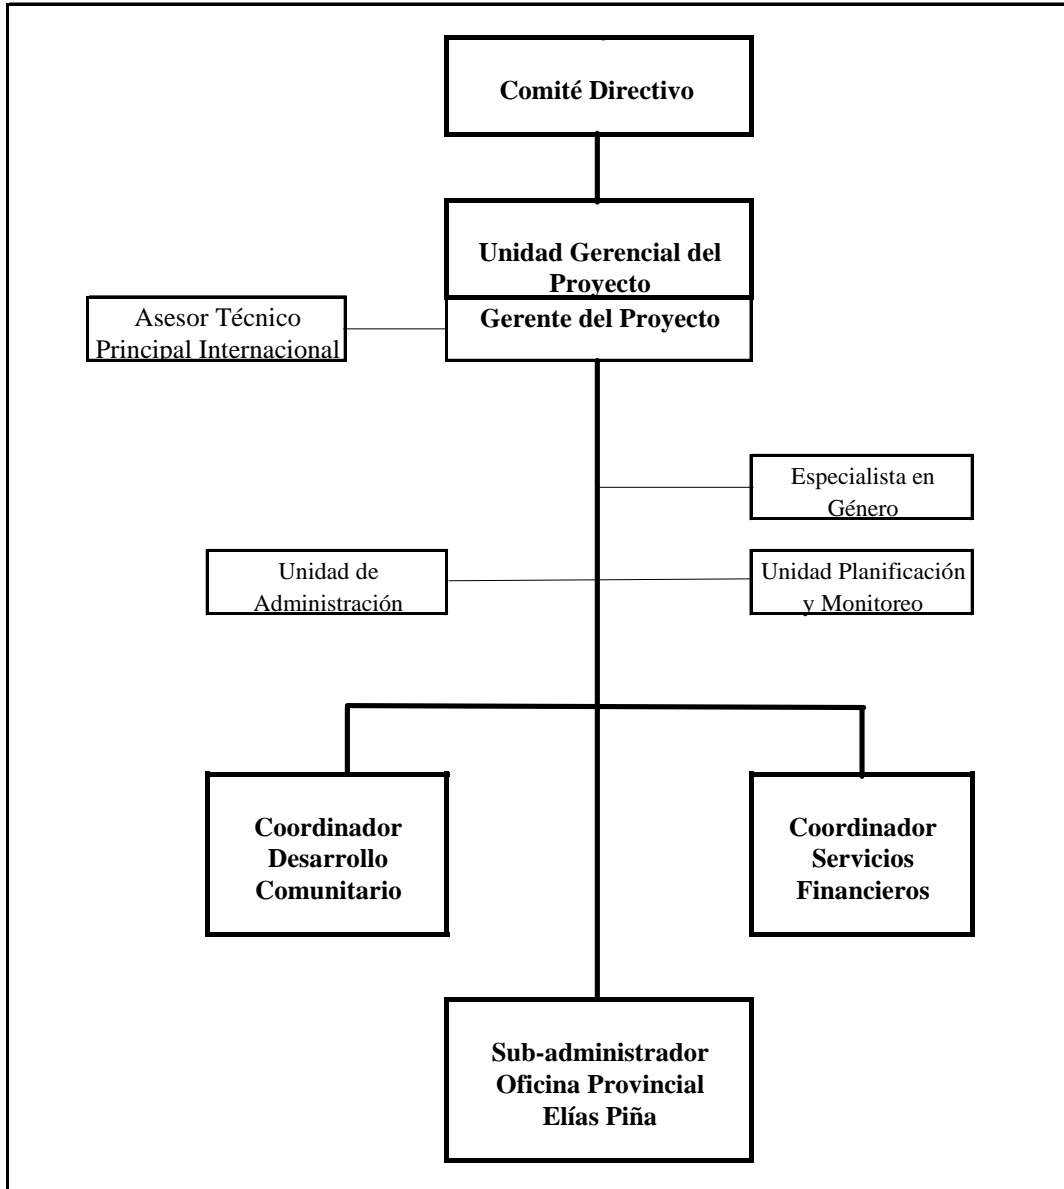 Comité Directivo
Unidad Gerencial del
Proyecto
Gerente del Proyecto
Asesor Técnico
Principal Internacional
Especialista en
Género
Unidad de
Administración
Unidad Planificación
y Monitoreo
Coordinador
Desarrollo
Comunitario
Coordinador
Servicios
Financieros
Sub-administrador
Oficina Provincial
Elías Piña